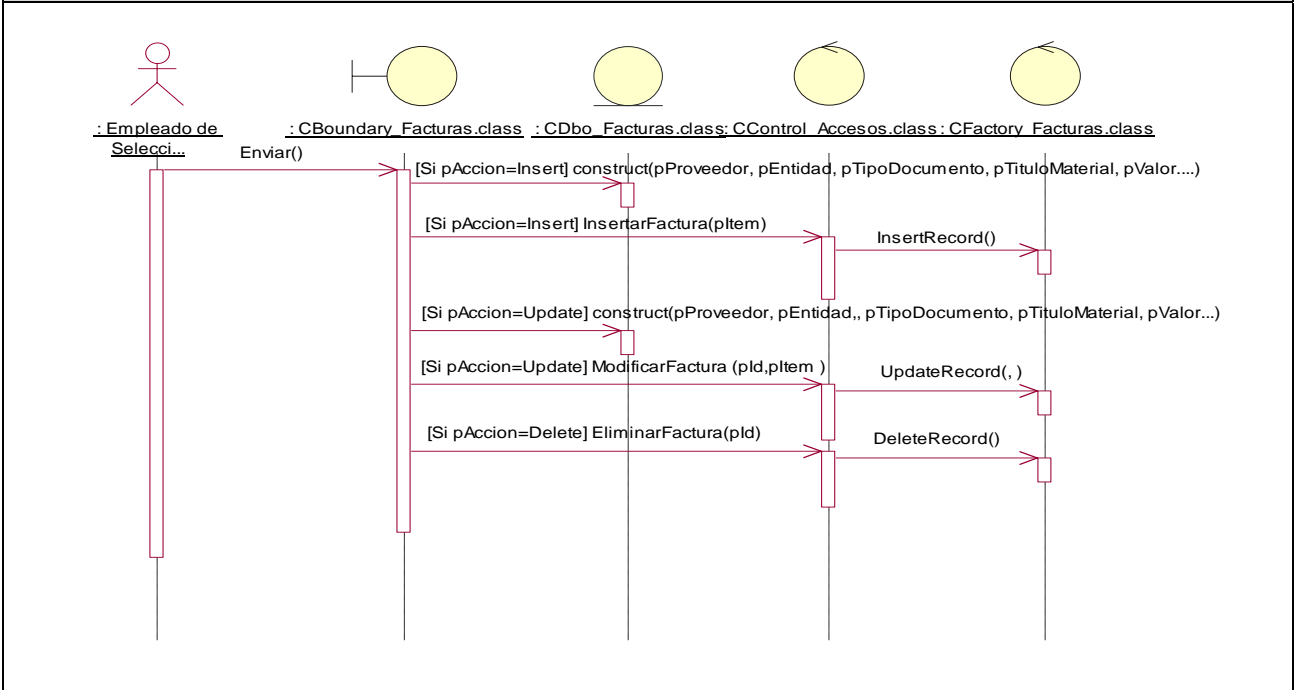 : Empleado de
Selecci...
: CBoundary_Facturas.class
: CDbo_Facturas.class
: CControl_Accesos.class
: CFactory_Facturas.class
Enviar()
[Si pAccion=Insert] construct(pProveedor, pEntidad, pTipoDocumento, pTituloMaterial, pValor....)
[Si pAccion=Insert] InsertarFactura(pItem)
InsertRecord()
[Si pAccion=Update] construct(pProveedor, pEntidad,, pTipoDocumento, pTituloMaterial, pValor...)
[Si pAccion=Update] ModificarFactura (pId,pItem )
UpdateRecord(, )
[Si pAccion=Delete] EliminarFactura(pId)
DeleteRecord()